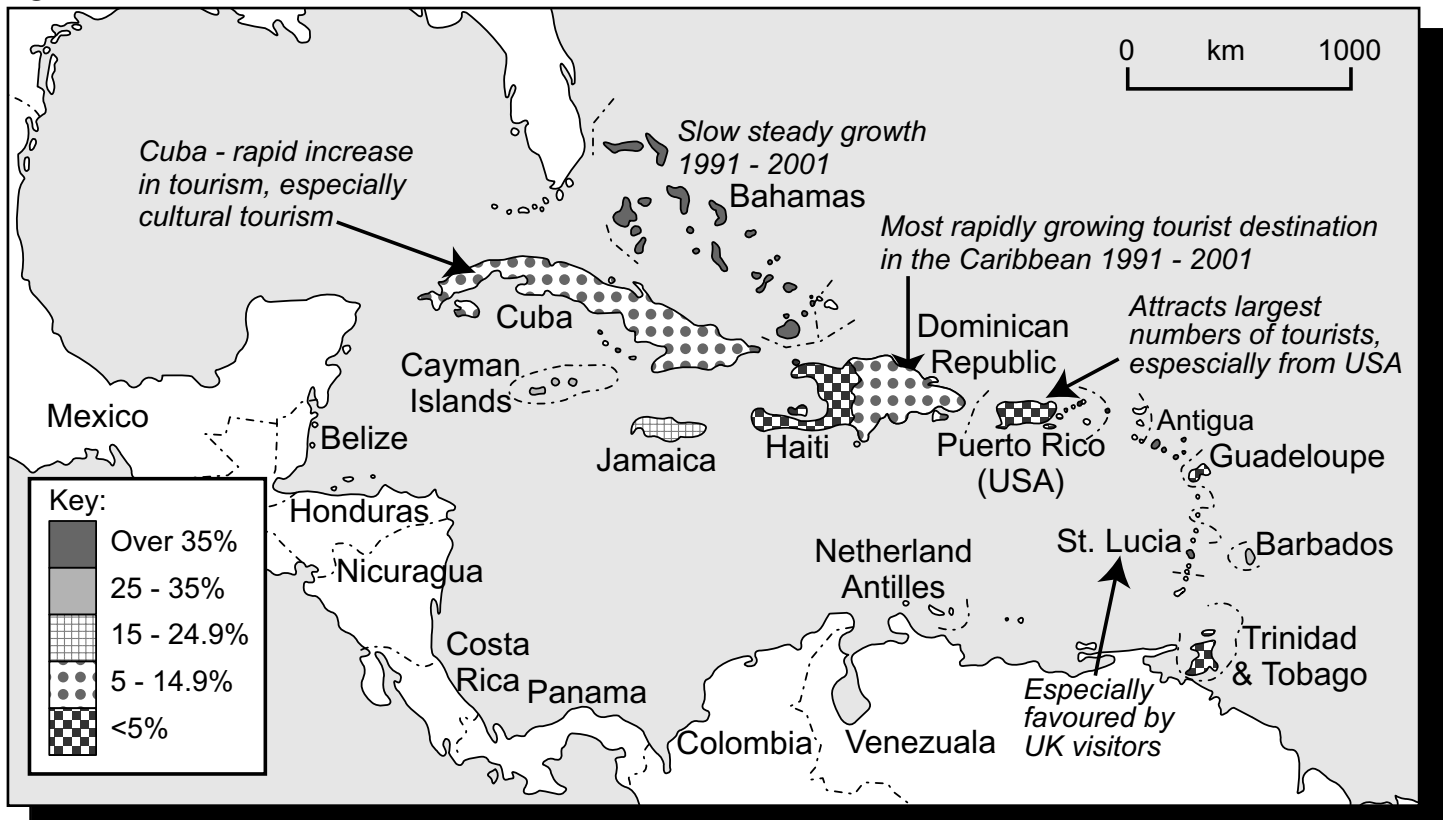 0 km 1000
Cuba - rapid increase
in tourism, especially
cultural tourism
Slow steady growth
1991 - 2001
Bahamas
Most rapidly growing tourist destination
in the Caribbean 1991 - 2001
Attracts largest
numbers of tourists,
espescially from USA
Cuba
Dominican
Republic
Cayman
Islands
Mexico
Belize
Jamaica
Haiti
Puerto Rico
(USA)
Antigua
Guadeloupe
Honduras
Nicuragua
Netherland
Antilles
St. Lucia
Barbados
Costa
Rica
Panama
Colombia
Venezuala
Trinidad
& Tobago
Especially
favoured by
UK visitors
Key:
Over 35%
25 - 35%
15 - 24.9%
5 - 14.9%
<5%